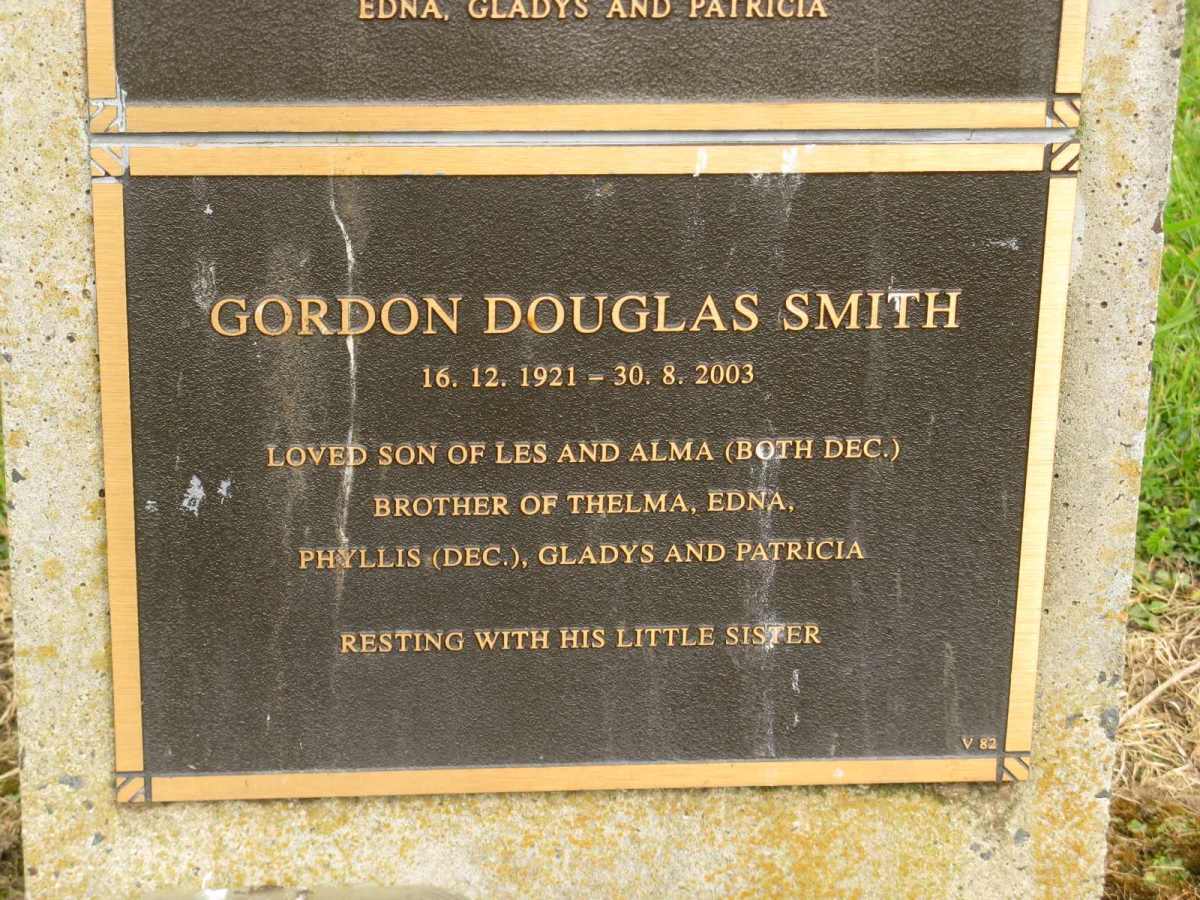 EDNA, GLADYS AND PATRICIA
GORDON DOUGLAS SMITH
16. 12. 1921 – 30. 8. 2003
LOVED SON OF LES AND ALMA (BOTH DEC.)
BROTHER OF THELMA, EDNA,
PHYLLIS (DEC.), GLADYS AND PATRICIA
RESTING WITH HIS LITTLE SISTER
V 82